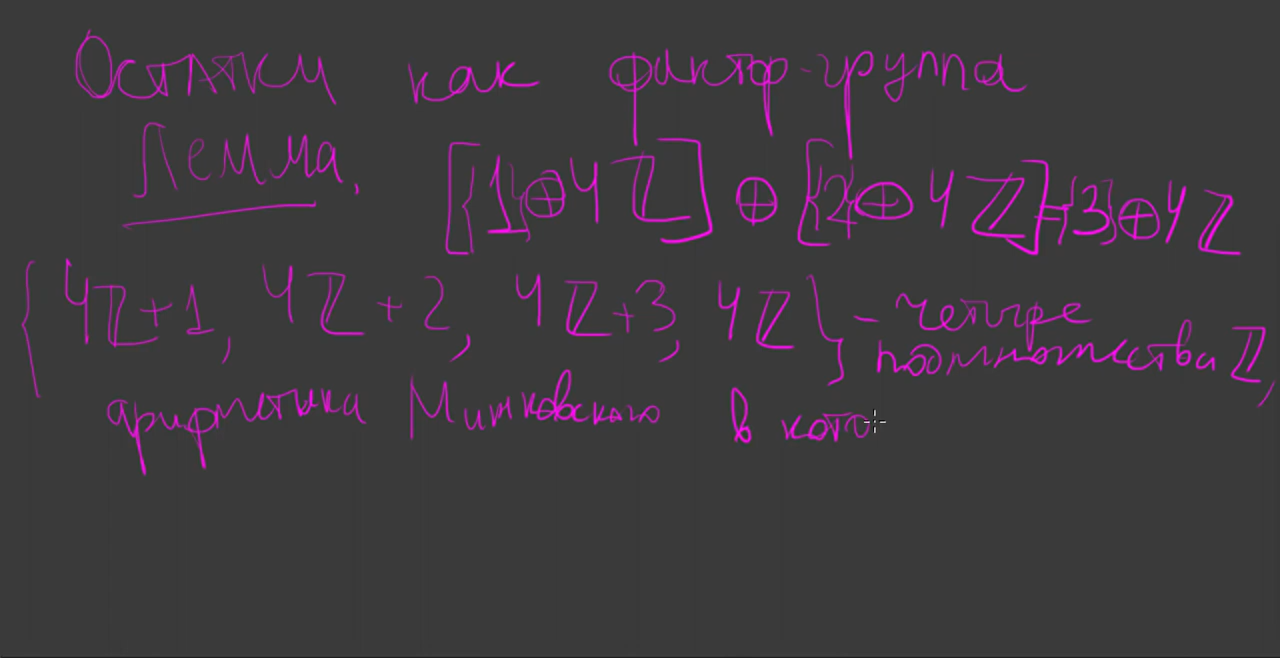 Остатки как фактор-группа
Лемма. [{1}⊕4ℤ] ⊕ [{2}⊕4ℤ]={3}⊕4ℤ
{4ℤ+1, 4ℤ+2, 4ℤ+3, 4ℤ} - четыре
подмножества ℤ,
арифметика Минковского в кото